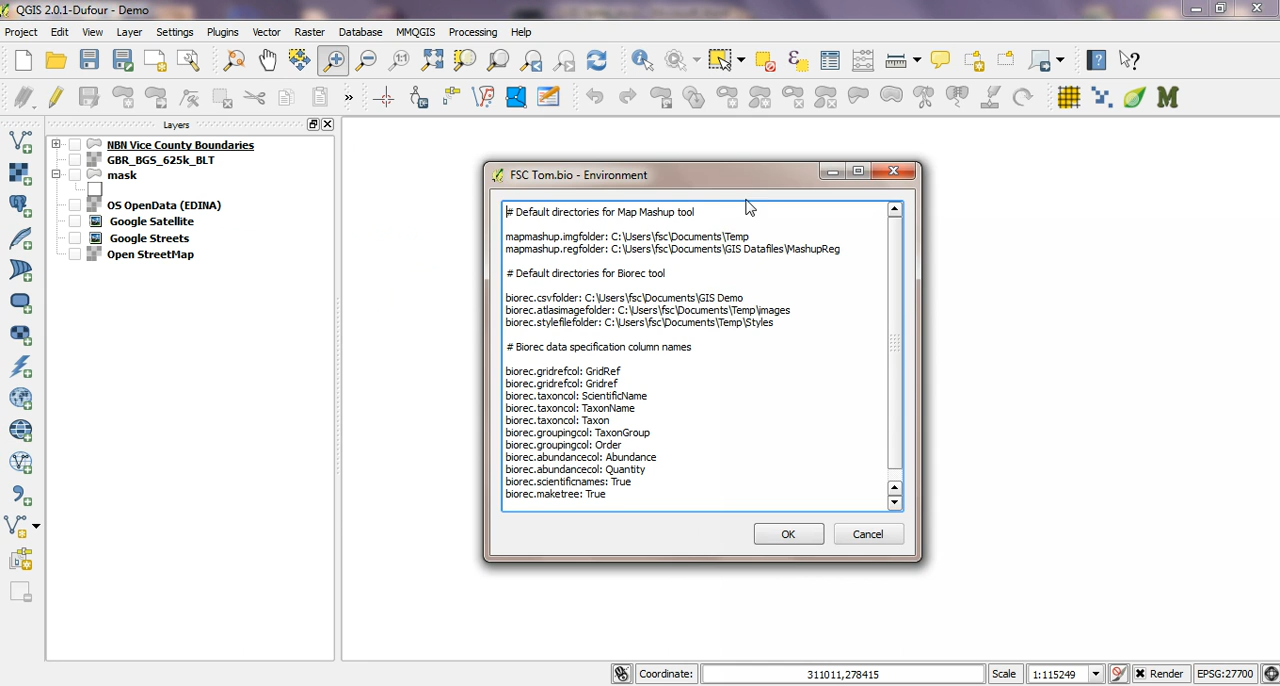 QGIS 2.0.1-Dufour - Demo
Project Edit View Layer Settings Plugins Vector Raster Database MMQGIS Processing Help
Layers
NBN Vice County Boundaries
GBR_BGS_625k_BLT
mask
OS OpenData (EDINA)
Google Satellite
Google Streets
Open StreetMap
FSC Tom.bio - Environment
# Default directories for Map Mashup tool
mapmashup.imgfolder: C:\Users\fsc\Documents\Temp
mapmashup.regfolder: C:\Users\fsc\Documents\GIS Datafiles\MashupReg
# Default directories for Biorec tool
biorec.csvfolder: C:\Users\fsc\Documents\GIS Demo
biorec.atlasimagefolder: C:\Users\fsc\Documents\Temp\images
biorec.stylefilefolder: C:\Users\fsc\Documents\Temp\Styles
# Biorec data specification column names
biorec.gridrefcol: GridRef
biorec.gridrefcol: Gridref
biorec.taxoncol: ScientificName
biorec.taxoncol: TaxonName
biorec.taxoncol: Taxon
biorec.groupingcol: TaxonGroup
biorec.groupingcol: Order
biorec.abundancecol: Abundance
biorec.abundancecol: Quantity
biorec.scientificnames: True
biorec.maketree: True
OK Cancel
Coordinate: 311011,278415 Scale 1:115249 Render EPSG:27700